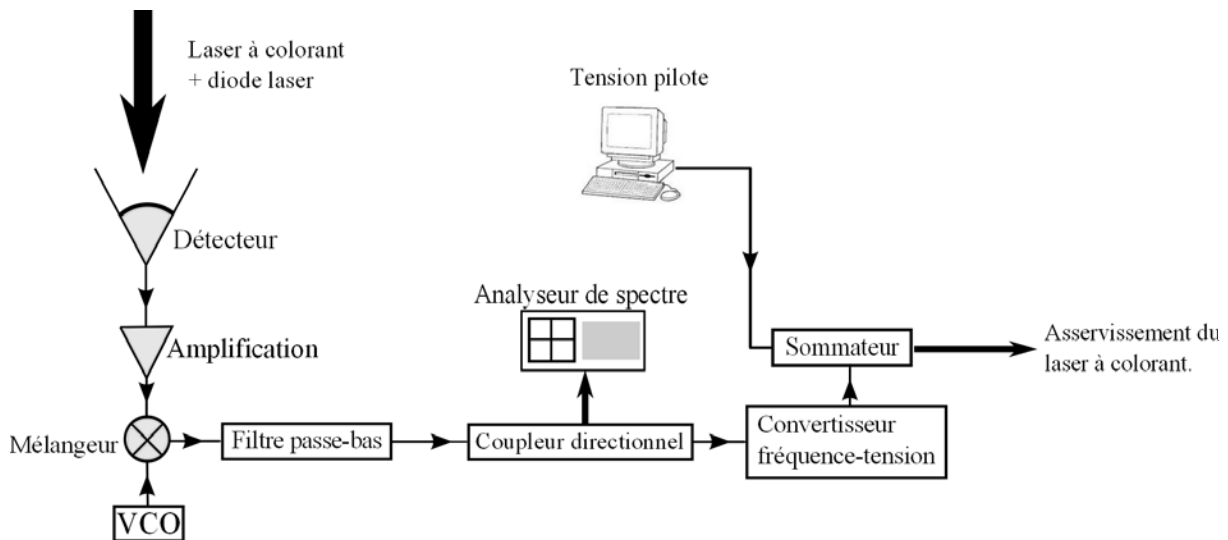 Laser à colorant
+ diode laser
Tension pilote
Détecteur
Analyseur de spectre
Amplification
Sommateur
Asservissement du
laser à colorant.
Mélangeur
Filtre passe-bas
Coupleur directionnel
Convertisseur
fréquence-tension
VCO